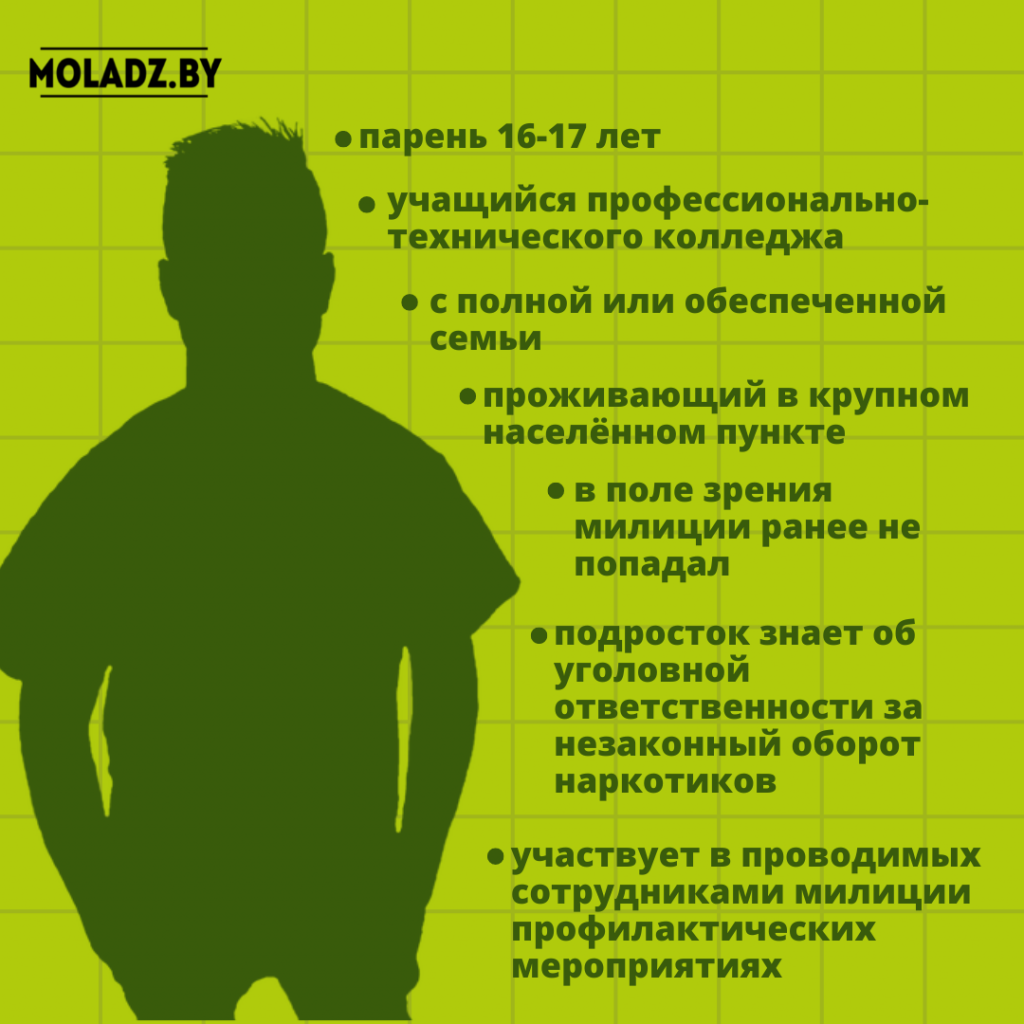 MOLADZ.BY
• парень 16-17 лет
• учащийся профессионально-
технического колледжа
• с полной или обеспеченной
семьи
• проживающий в крупном
населённом пункте
• в поле зрения
милиции ранее не
попадал
• подросток знает об
уголовной
ответственности за
незаконный оборот
наркотиков
• участвует в проводимых
сотрудниками милиции
профилактических
мероприятиях